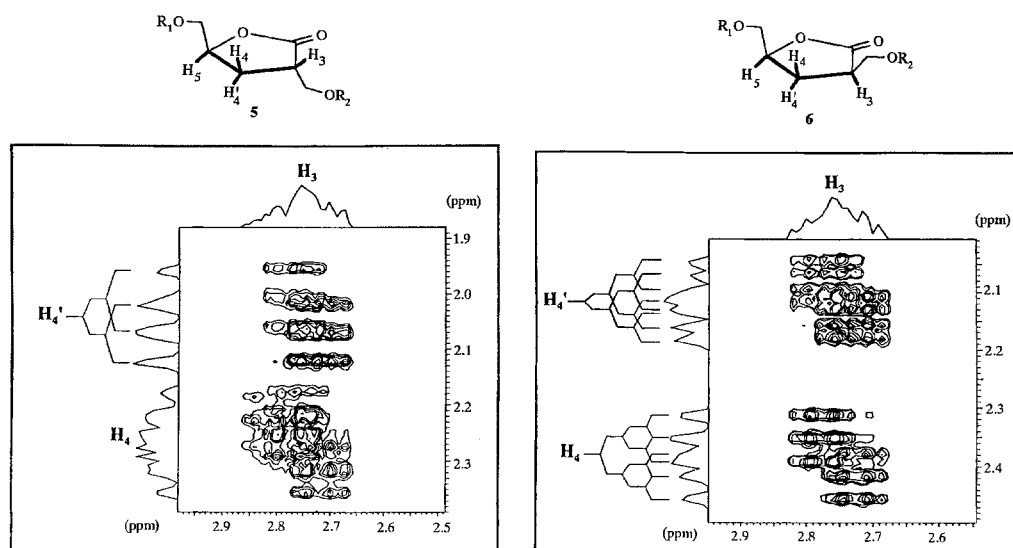 R₁O O O
H₄ H₃
H₅ H₄' OR₂
5
R₁O O O
H₄ OR₂
H₅ H₄' H₃
6
H₃
(ppm)
1.9
2.0
H₄'
2.1
2.2
H₄
2.3
(ppm) 2.9 2.8 2.7 2.6 2.5
H₃
(ppm)
H₄'
2.1
2.2
2.3
H₄
2.4
(ppm) 2.9 2.8 2.7 2.6